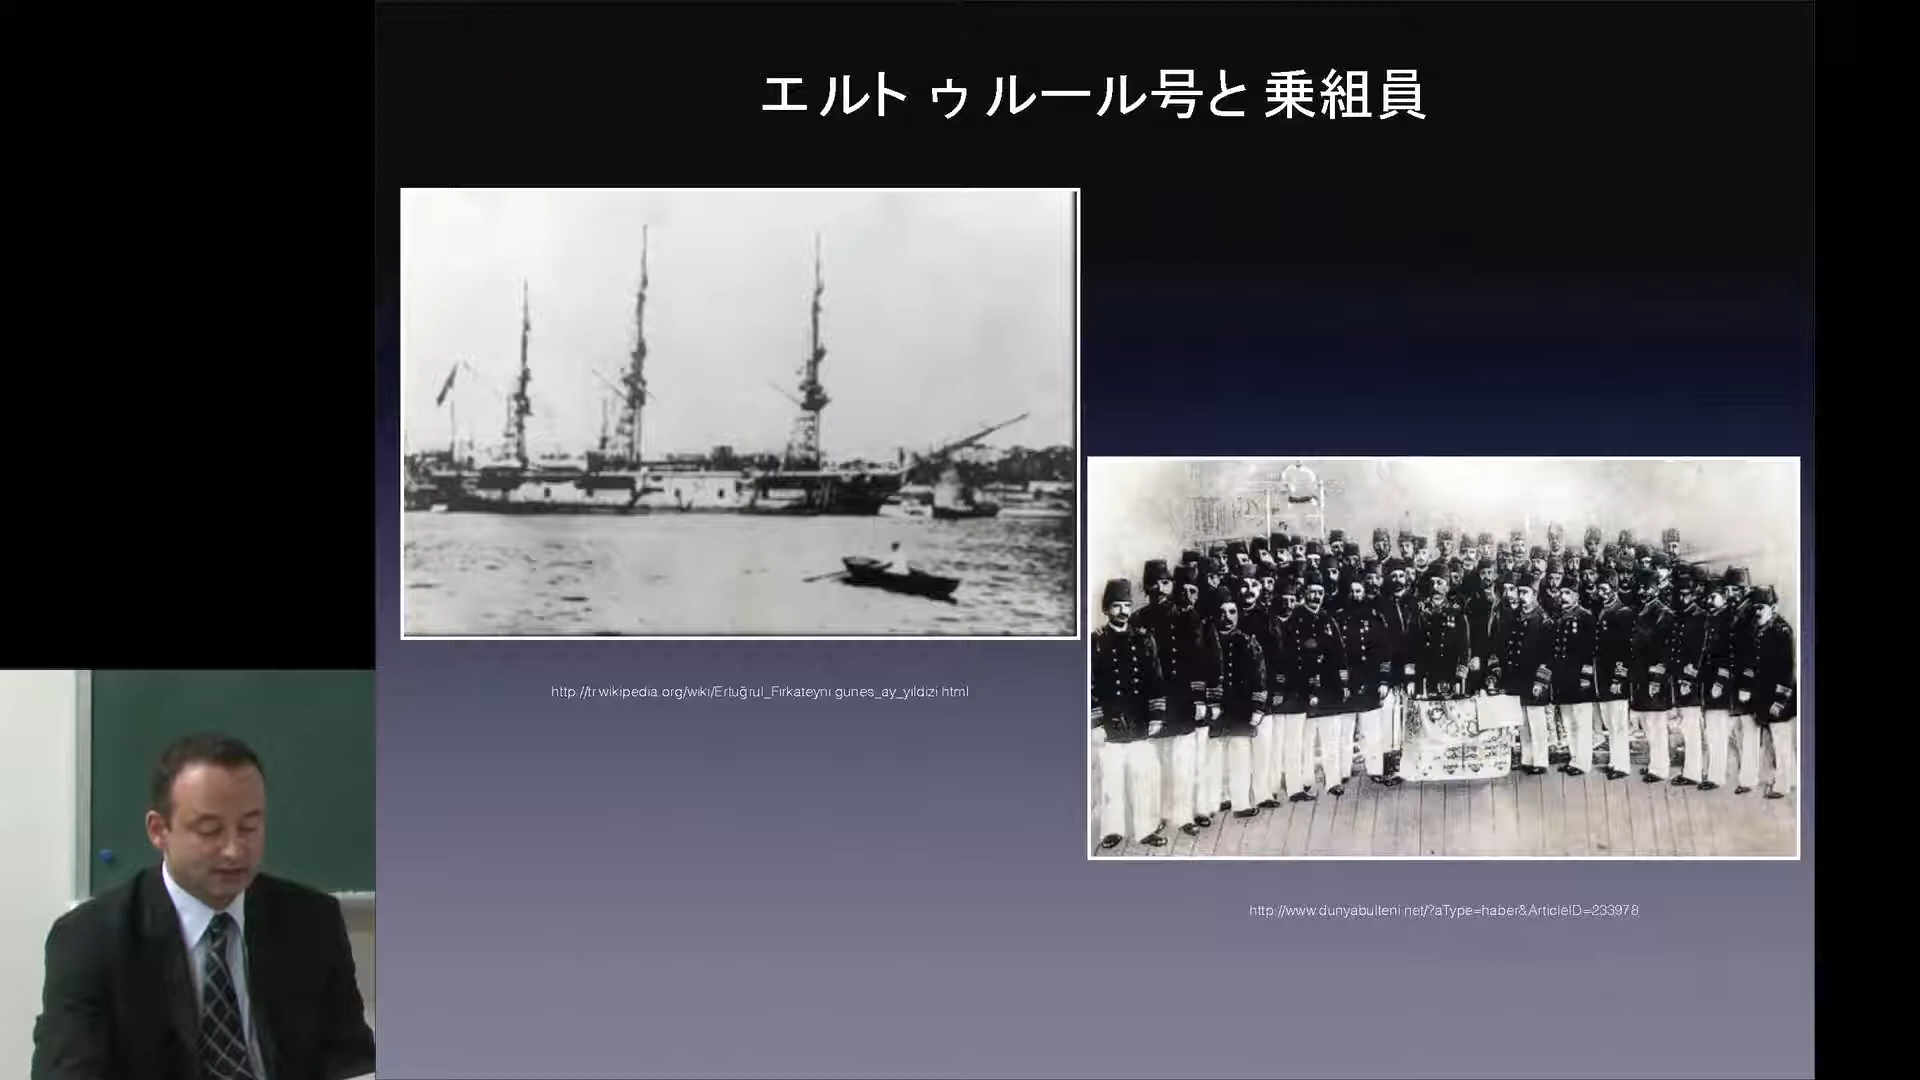 エルトゥルール号と乗組員
http://tr.wikipedia.org/wiki/Ertuğrul_Fırkateyni gunes_ay_yildizi html
http://www.dunyabulteni.net/?aType=haber&ArticleID=233978